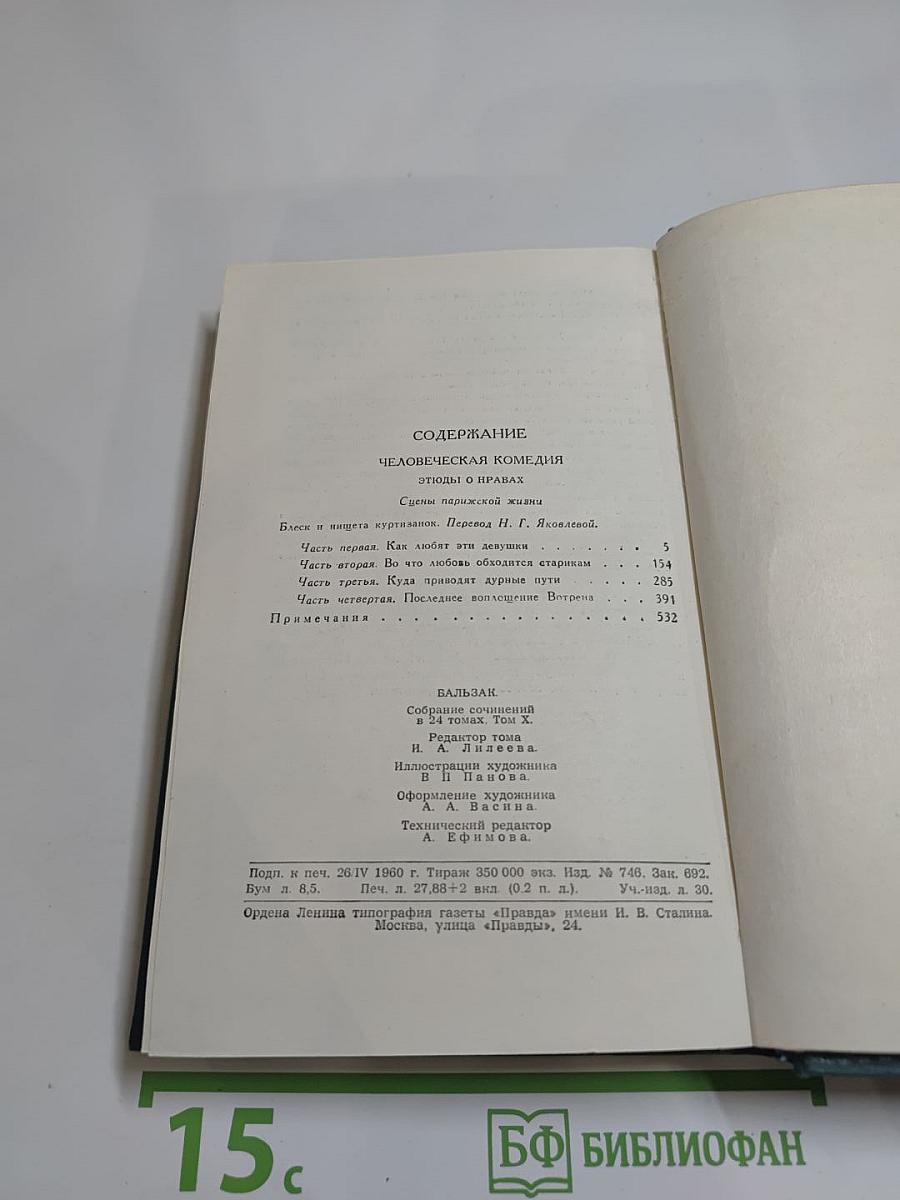 СОДЕРЖАНИЕ
ЧЕЛОВЕЧЕСКАЯ КОМЕДИЯ
ЭТЮДЫ О НРАВАХ
Сцены парижской жизни
Блеск и нищета куртизанок. Перевод Н. Г. Яковлевой.
Часть первая. Как любят эти девушки . . . . . . . 5
Часть вторая. Во что любовь обходится старикам . . . 154
Часть третья. Куда приводят дурные пути . . . . . 285
Часть четвертая. Последнее воплощение Вотрена . . . 391
Примечания . . . . . . . . . . . . . . . . 532
БАЛЬЗАК.
Собрание сочинений
в 24 томах. Том X.
Редактор тома
И. А. Лилеева.
Иллюстрации художника
В П Панова.
Оформление художника
А. А. Васина.
Технический редактор
А. Ефимова.
Подп. к печ. 26/IV 1960 г. Тираж 350 000 экз. Изд. № 746. Зак. 692.
Бум л. 8,5. Печ. л. 27,88+2 вкл. (0,2 п. л.). Уч.-изд. л. 30.
Ордена Ленина типография газеты «Правда» имени И. В. Сталина.
Москва, улица «Правды», 24.
15 с
БФ БИБЛИОФАН